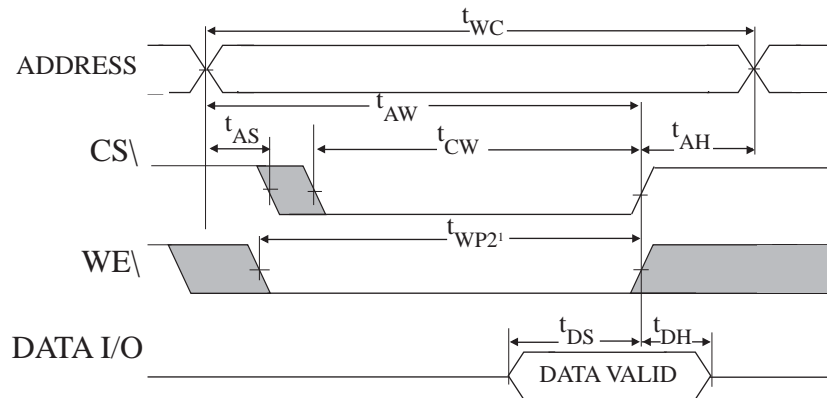 tWC
ADDRESS
tAW
tAS
tCW
tAH
CS\
tWP2¹
WE\
tDS
tDH
DATA I/O
DATA VALID